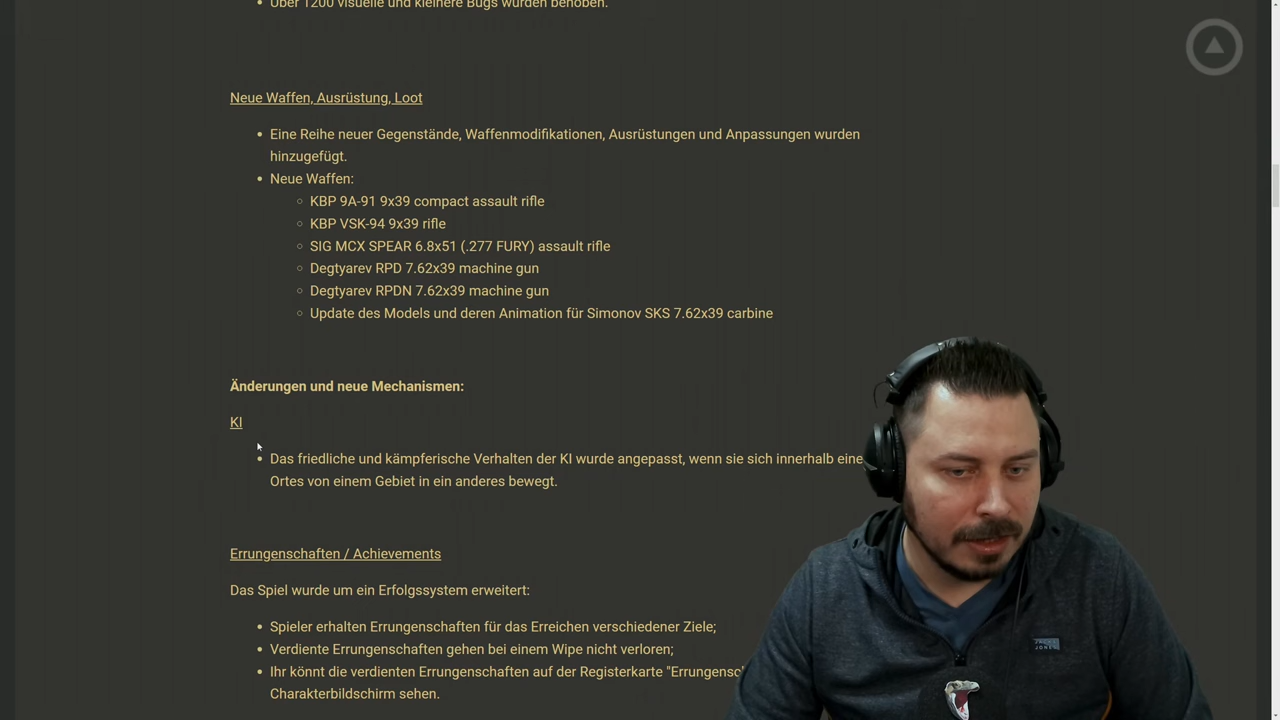 Über 1200 visuelle und kleinere Bugs wurden behoben.
Neue Waffen, Ausrüstung, Loot
Eine Reihe neuer Gegenstände, Waffenmodifikationen, Ausrüstungen und Anpassungen wurden
hinzugefügt.
Neue Waffen:
KBP 9A-91 9x39 compact assault rifle
KBP VSK-94 9x39 rifle
SIG MCX SPEAR 6.8x51 (.277 FURY) assault rifle
Degtyarev RPD 7.62x39 machine gun
Degtyarev RPDN 7.62x39 machine gun
Update des Models und deren Animation für Simonov SKS 7.62x39 carbine
Änderungen und neue Mechanismen:
KI
Das friedliche und kämpferische Verhalten der KI wurde angepasst, wenn sie sich innerhalb eine
Ortes von einem Gebiet in ein anderes bewegt.
Errungenschaften / Achievements
Das Spiel wurde um ein Erfolgssystem erweitert:
Spieler erhalten Errungenschaften für das Erreichen verschiedener Ziele;
Verdiente Errungenschaften gehen bei einem Wipe nicht verloren;
Ihr könnt die verdienten Errungenschaften auf der Registerkarte "Errungensc
Charakterbildschirm sehen.